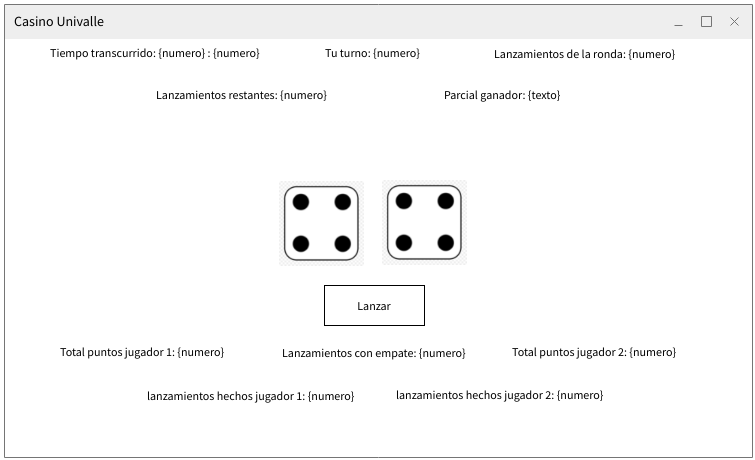 Casino Univalle
Tiempo transcurrido: {numero} : {numero}
Tu turno: {numero}
Lanzamientos de la ronda: {numero}
Lanzamientos restantes: {numero}
Parcial ganador: {texto}
Lanzar
Total puntos jugador 1: {numero}
Lanzamientos con empate: {numero}
Total puntos jugador 2: {numero}
lanzamientos hechos jugador 1: {numero}
lanzamientos hechos jugador 2: {numero}